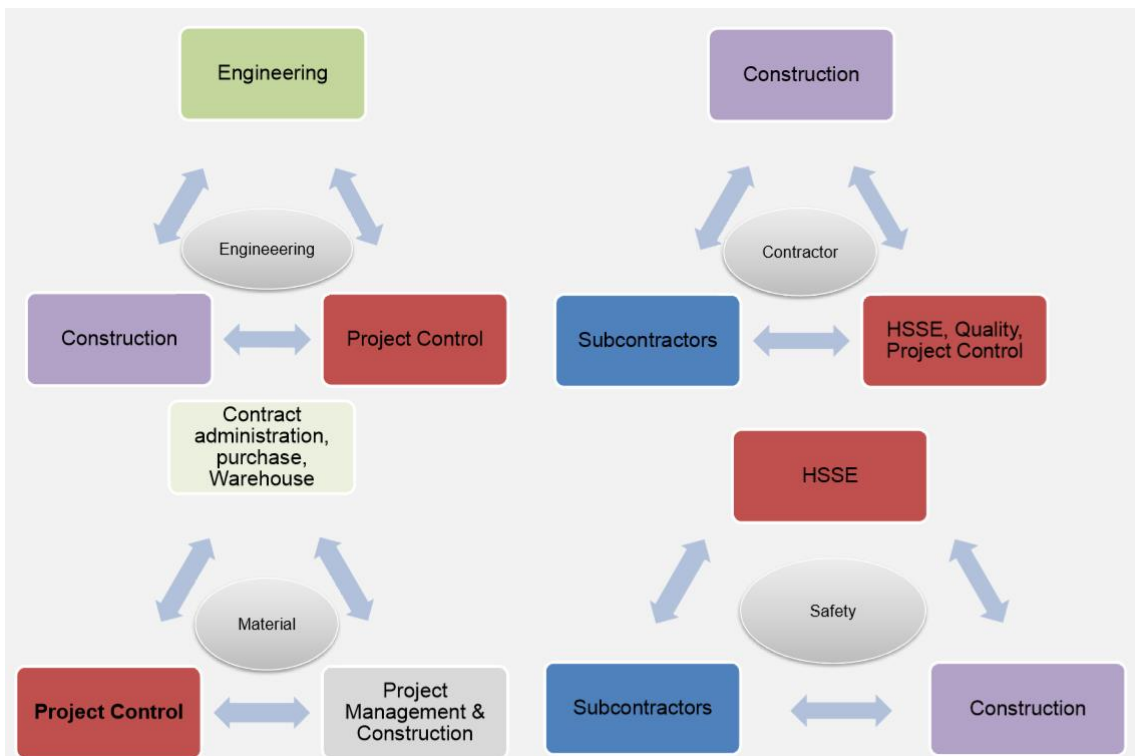 Engineering
Construction
Engineeering
Contractor
Construction
Project Control
Subcontractors
HSSE, Quality,
Project Control
Contract
administration,
purchase,
Warehouse
HSSE
Material
Safety
Project Control
Project
Management &
Construction
Subcontractors
Construction